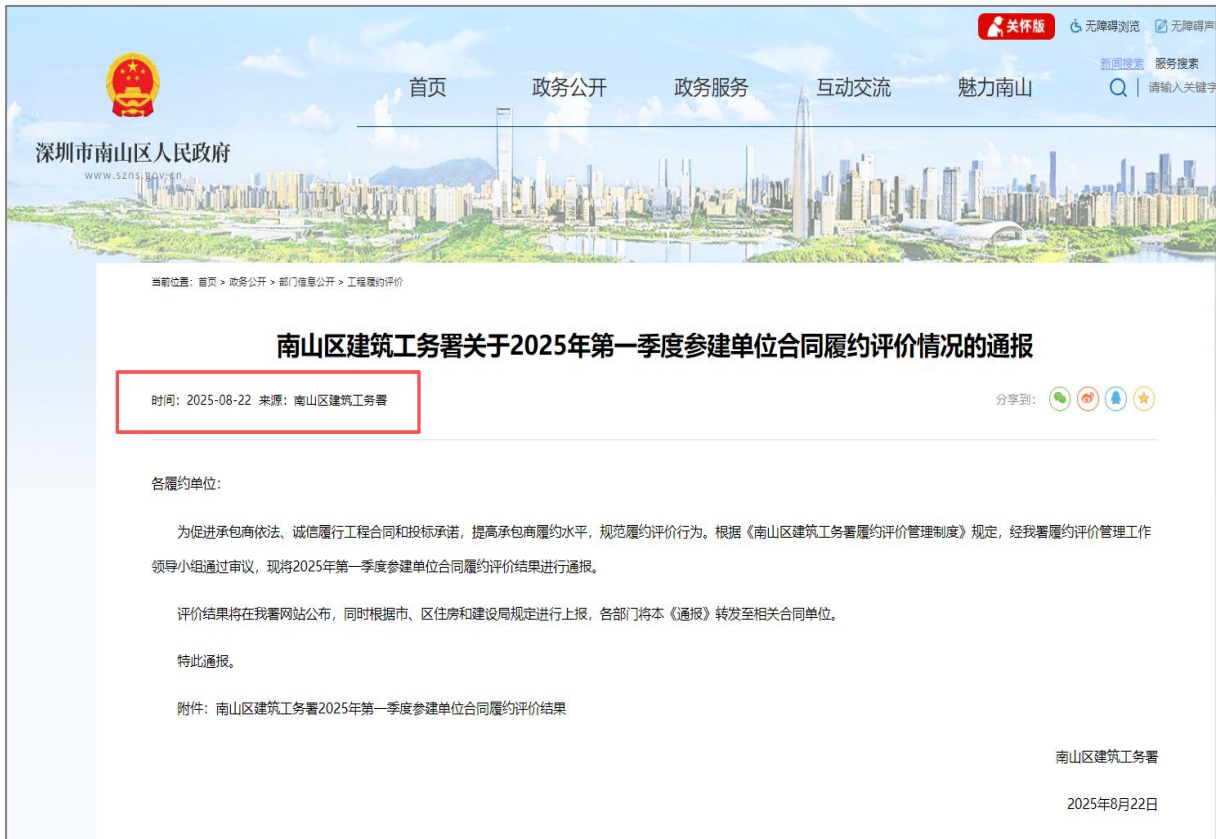 关怀版 无障碍浏览 无障碍声
新闻搜索 服务搜索
首页 政务公开 政务服务 互动交流 魅力南山 请输入关键字
深圳市南山区人民政府
www.szns.gov.cn
当前位置：首页 > 政务公开 > 部门信息公开 > 工程履约评价
南山区建筑工务署关于2025年第一季度参建单位合同履约评价情况的通报
时间：2025-08-22 来源：南山区建筑工务署 分享到：
各履约单位：
为促进承包商依法、诚信履行工程合同和投标承诺，提高承包商履约水平，规范履约评价行为。根据《南山区建筑工务署履约评价管理制度》规定，经我署履约评价管理工作
领导小组通过审议，现将2025年第一季度参建单位合同履约评价结果进行通报。
评价结果将在我署网站公布，同时根据市、区住房和建设局规定进行上报，各部门将本《通报》转发至相关合同单位。
特此通报。
附件：南山区建筑工务署2025年第一季度参建单位合同履约评价结果
南山区建筑工务署
2025年8月22日